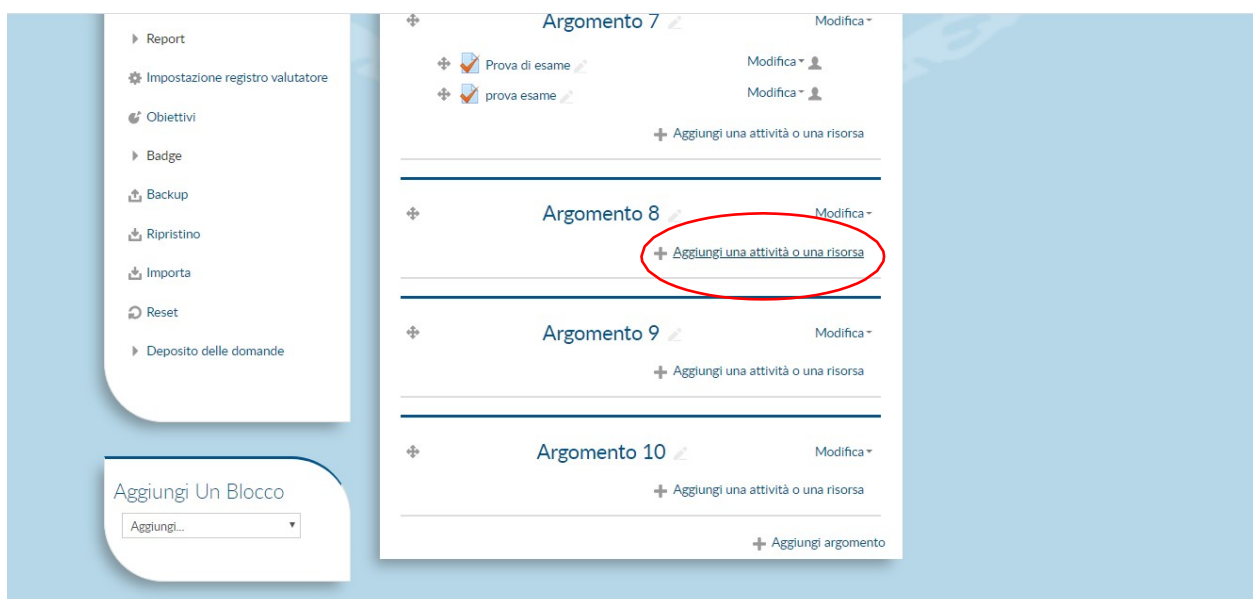 Report
Impostazione registro valutatore
Obiettivi
Badge
Backup
Ripristino
Importa
Reset
Deposito delle domande
Aggiungi Un Blocco
Aggiungi...
Argomento 7 Modifica
Prova di esame Modifica
prova esame Modifica
Aggiungi una attività o una risorsa
Argomento 8 Modifica
Aggiungi una attività o una risorsa
Argomento 9 Modifica
Aggiungi una attività o una risorsa
Argomento 10 Modifica
Aggiungi una attività o una risorsa
Aggiungi argomento